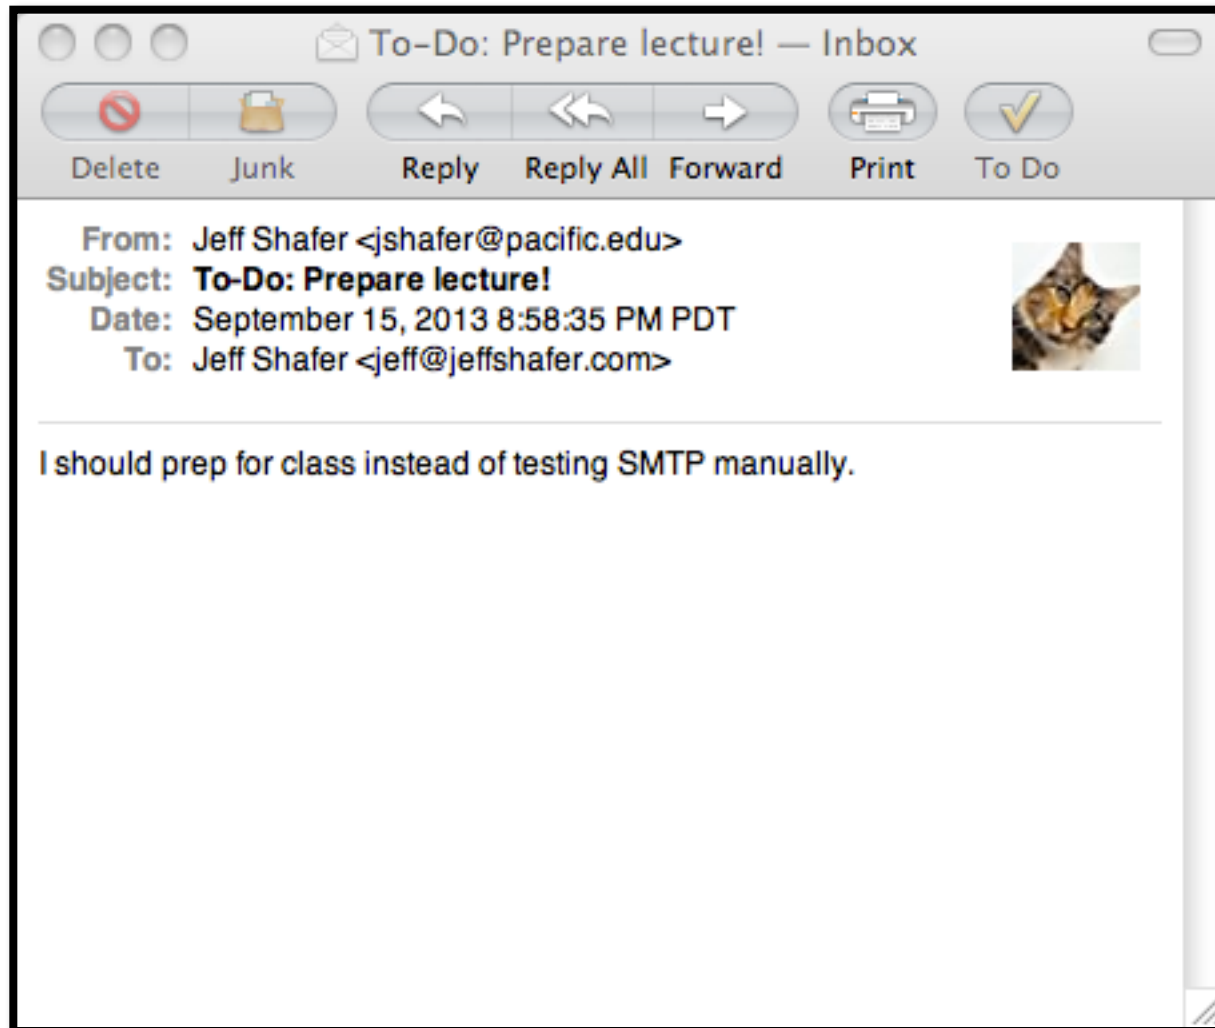 To-Do: Prepare lecture! — Inbox
Delete Junk Reply Reply All Forward Print To Do
From: Jeff Shafer <jshafer@pacific.edu>
Subject: To-Do: Prepare lecture!
Date: September 15, 2013 8:58:35 PM PDT
To: Jeff Shafer <jeff@jeffshafer.com>
I should prep for class instead of testing SMTP manually.